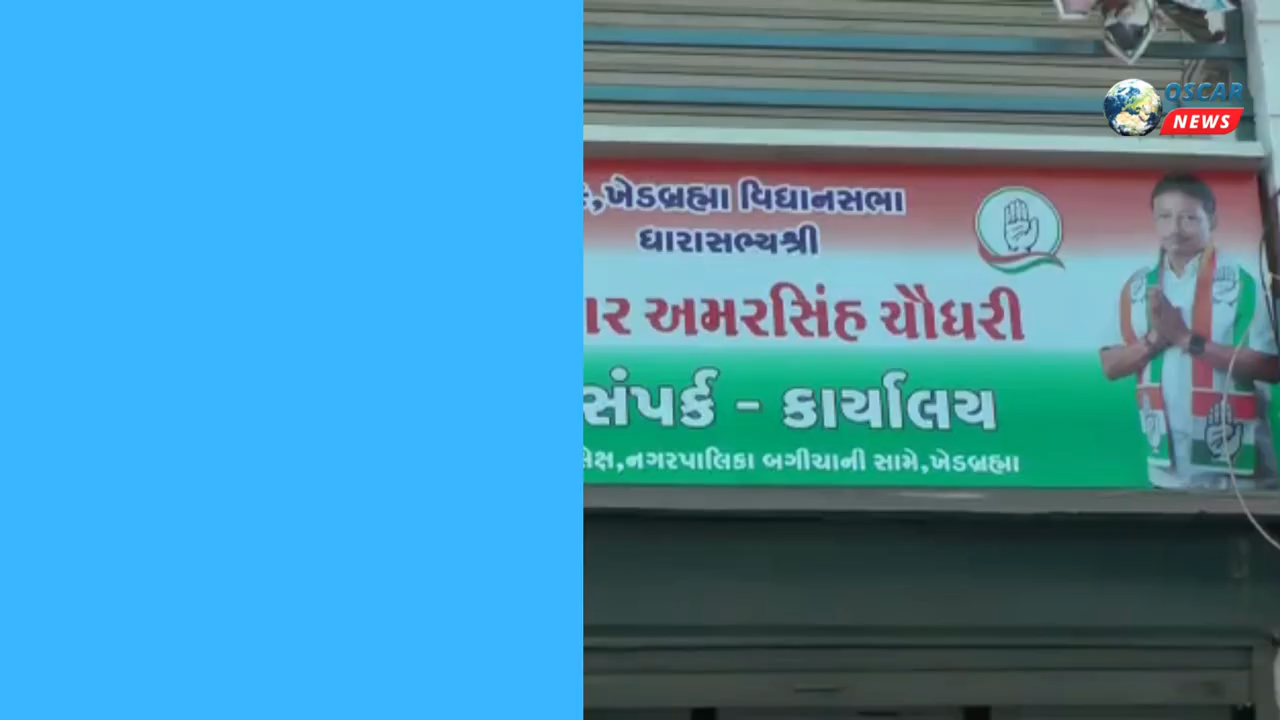 OSCAR
NEWS
,ખેડબ્રહ્મા વિધાનસભા
ધારાસભ્યશ્રી
અમરસિંહ ચૌધરી
સંપર્ક - કાર્યાલય
,નગરપાલિકા બગીચાની સામે,ખેડબ્રહ્મા